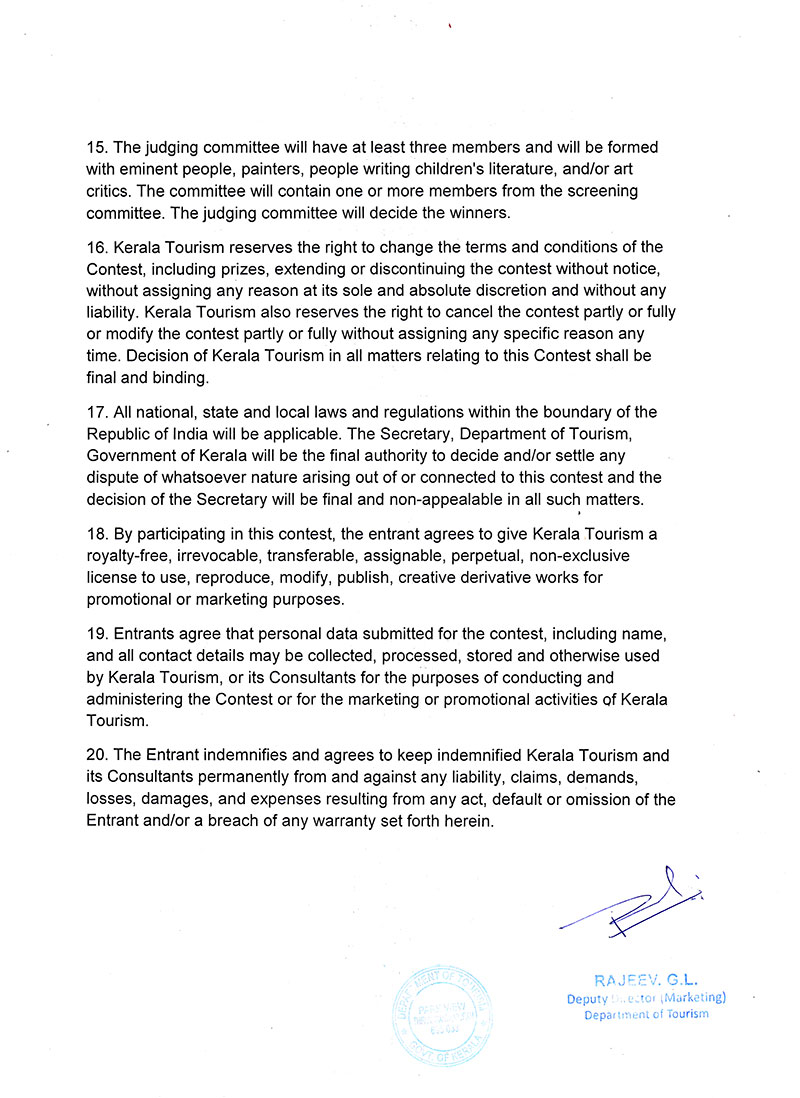 15. The judging committee will have at least three members and will be formed
with eminent people, painters, people writing children's literature, and/or art
critics. The committee will contain one or more members from the screening
committee. The judging committee will decide the winners.
16. Kerala Tourism reserves the right to change the terms and conditions of the
Contest, including prizes, extending or discontinuing the contest without notice,
without assigning any reason at its sole and absolute discretion and without any
liability. Kerala Tourism also reserves the right to cancel the contest partly or fully
or modify the contest partly or fully without assigning any specific reason any
time. Decision of Kerala Tourism in all matters relating to this Contest shall be
final and binding.
17. All national, state and local laws and regulations within the boundary of the
Republic of India will be applicable. The Secretary, Department of Tourism,
Government of Kerala will be the final authority to decide and/or settle any
dispute of whatsoever nature arising out of or connected to this contest and the
decision of the Secretary will be final and non-appealable in all such matters.
18. By participating in this contest, the entrant agrees to give Kerala Tourism a
royalty-free, irrevocable, transferable, assignable, perpetual, non-exclusive
license to use, reproduce, modify, publish, creative derivative works for
promotional or marketing purposes.
19. Entrants agree that personal data submitted for the contest, including name,
and all contact details may be collected, processed, stored and otherwise used
by Kerala Tourism, or its Consultants for the purposes of conducting and
administering the Contest or for the marketing or promotional activities of Kerala
Tourism.
20. The Entrant indemnifies and agrees to keep indemnified Kerala Tourism and
its Consultants permanently from and against any liability, claims, demands,
losses, damages, and expenses resulting from any act, default or omission of the
Entrant and/or a breach of any warranty set forth herein.
RAJEEV. G.L.
Deputy Director (Marketing)
Department of Tourism
DEPARTMENT OF TOURISM
GOVT. OF KERALA